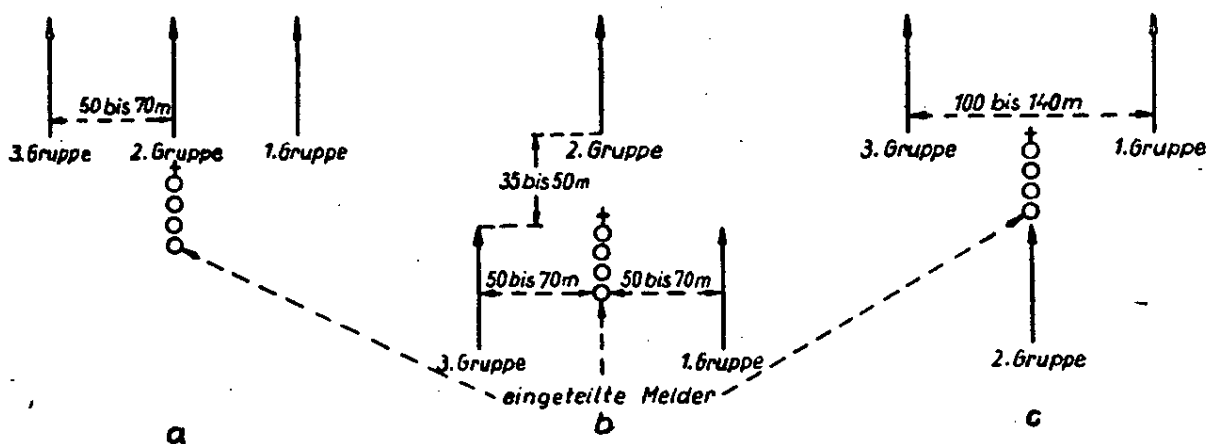 50 bis 70m
3.Gruppe 2.Gruppe 1.Gruppe
a
2.Gruppe
35 bis 50m
50 bis 70m 50 bis 70m
3.Gruppe 1.Gruppe
eingeteilte Melder
b
100 bis 140m
3.Gruppe 1.Gruppe
2.Gruppe
c